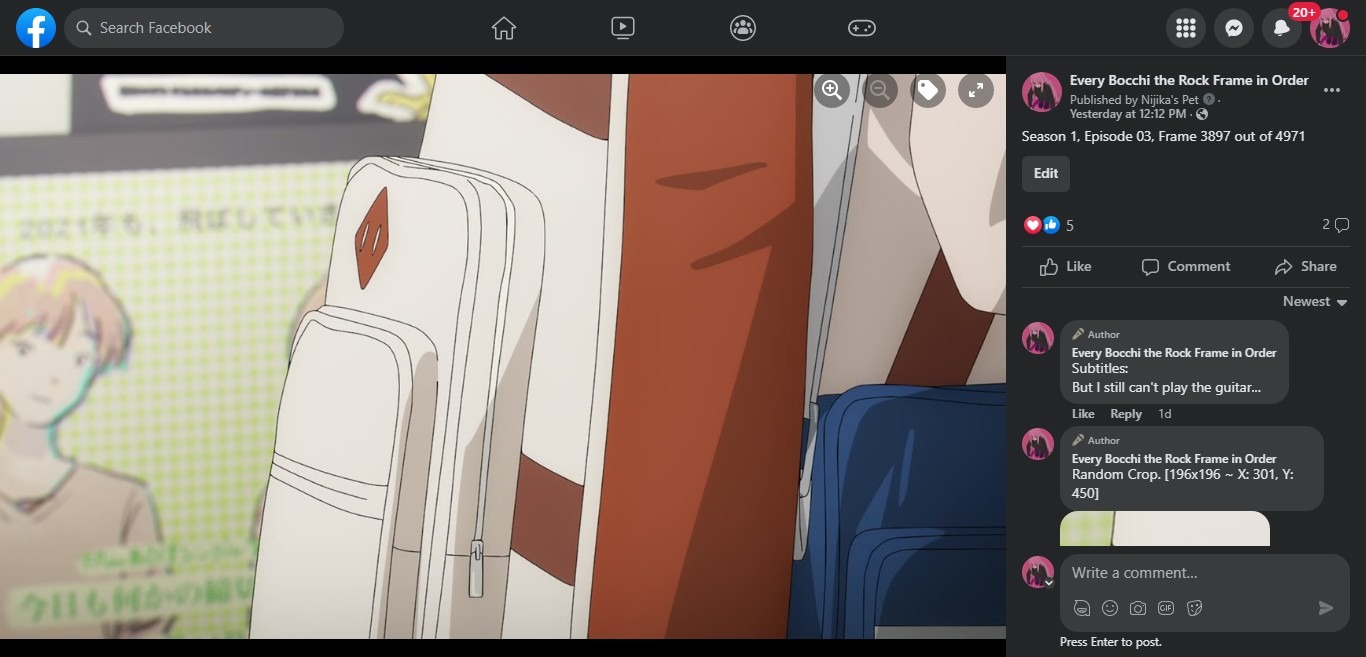 Search Facebook
20+
Every Bocchi the Rock Frame in Order
Published by Nijika's Pet ·
Yesterday at 12:12 PM ·
Season 1, Episode 03, Frame 3897 out of 4971
Edit
5
2
Like
Comment
Share
Newest
Author
Every Bocchi the Rock Frame in Order
Subtitles:
But I still can't play the guitar...
Like Reply 1d
Author
Every Bocchi the Rock Frame in Order
Random Crop. [196x196 ~ X: 301, Y:
450]
Write a comment...
GIF
Press Enter to post.
2021年も、飛ばしていき
今日も何かの締切